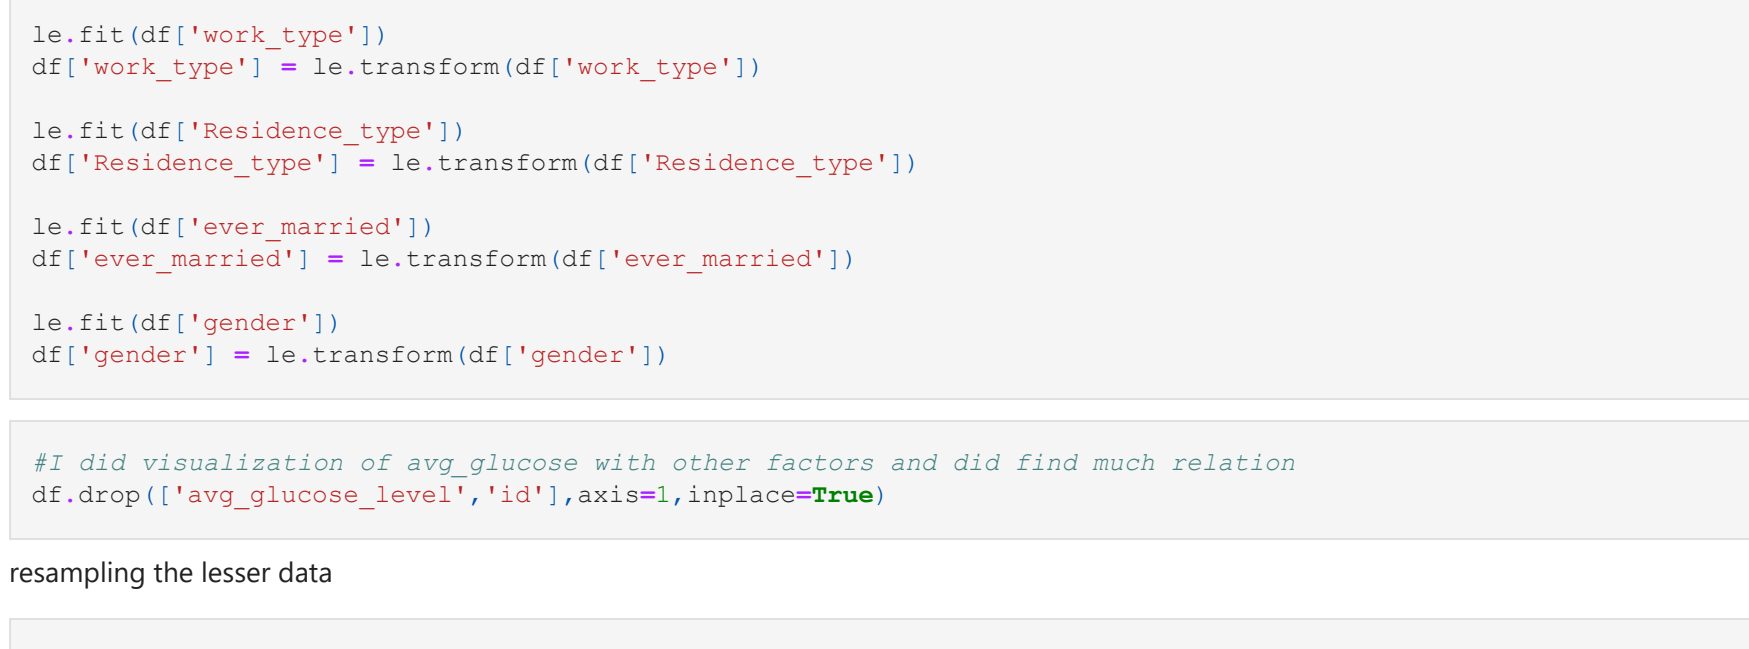 le.fit(df['work_type'])
df['work_type'] = le.transform(df['work_type'])
le.fit(df['Residence_type'])
df['Residence_type'] = le.transform(df['Residence_type'])
le.fit(df['ever_married'])
df['ever_married'] = le.transform(df['ever_married'])
le.fit(df['gender'])
df['gender'] = le.transform(df['gender'])
#I did visualization of avg_glucose with other factors and did find much relation
df.drop(['avg_glucose_level','id'],axis=1,inplace=True)
resampling the lesser data